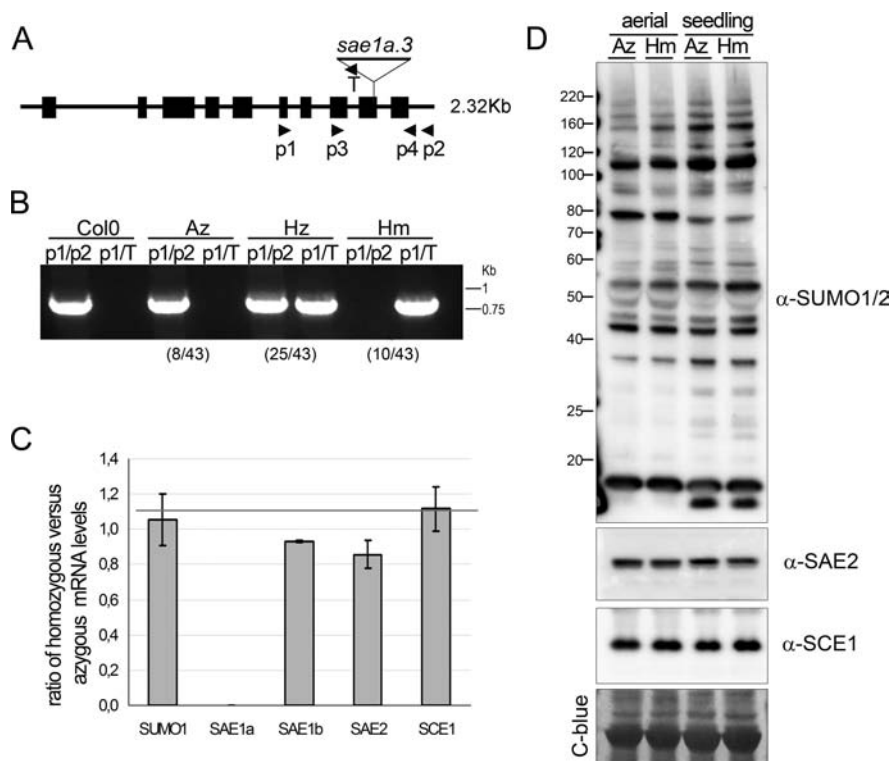 A
sae1a.3
T
2.32Kb
p1 p3 p4 p2
B
Col0 Az Hz Hm
p1/p2 p1/T p1/p2 p1/T p1/p2 p1/T p1/p2 p1/T
Kb
1
0.75
(8/43) (25/43) (10/43)
C
ratio of homozygous versus
azygous mRNA levels
1,4
1,2
1,0
0,8
0,6
0,4
0,2
0,0
SUMO1 SAE1a SAE1b SAE2 SCE1
D
aerial seedling
Az Hm Az Hm
220
160
120
100
80
70
60
50
40
25
20
α-SUMO1/2
α-SAE2
α-SCE1
C-blue